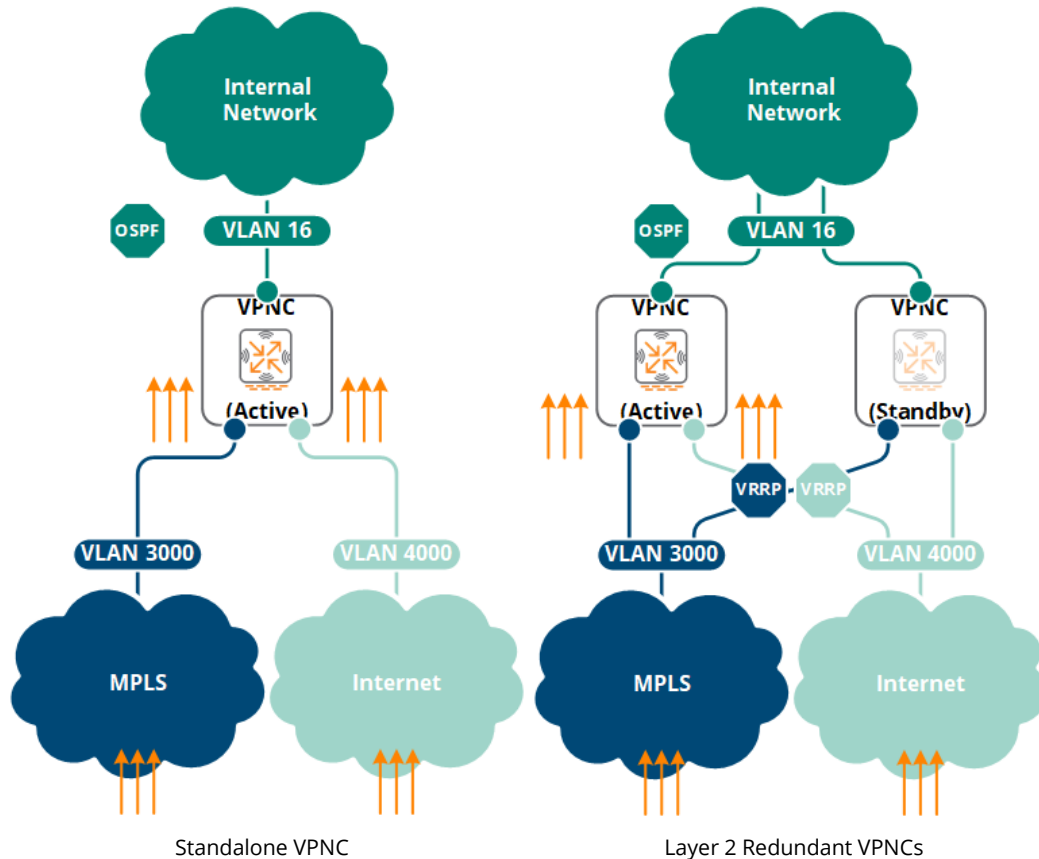 Internal
Network
OSPF
VLAN 16
VPNC
(Active)
VLAN 3000
VLAN 4000
MPLS
Internet
Standalone VPNC
Internal
Network
OSPF
VLAN 16
VPNC
(Active)
VPNC
(Standby)
VRRP
VRRP
VLAN 3000
VLAN 4000
MPLS
Internet
Layer 2 Redundant VPNCs